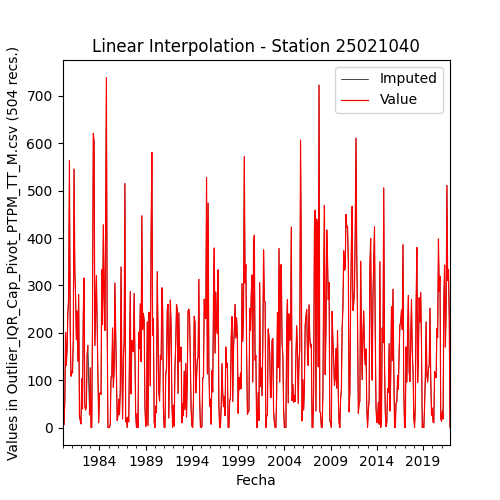 Linear Interpolation - Station 25021040
Imputed
Value
Values in Outlier_IQR_Cap_Pivot_PTPM_TT_M.csv (504 recs.)
700
600
500
400
300
200
100
0
1984 1989 1994 1999 2004 2009 2014 2019
Fecha